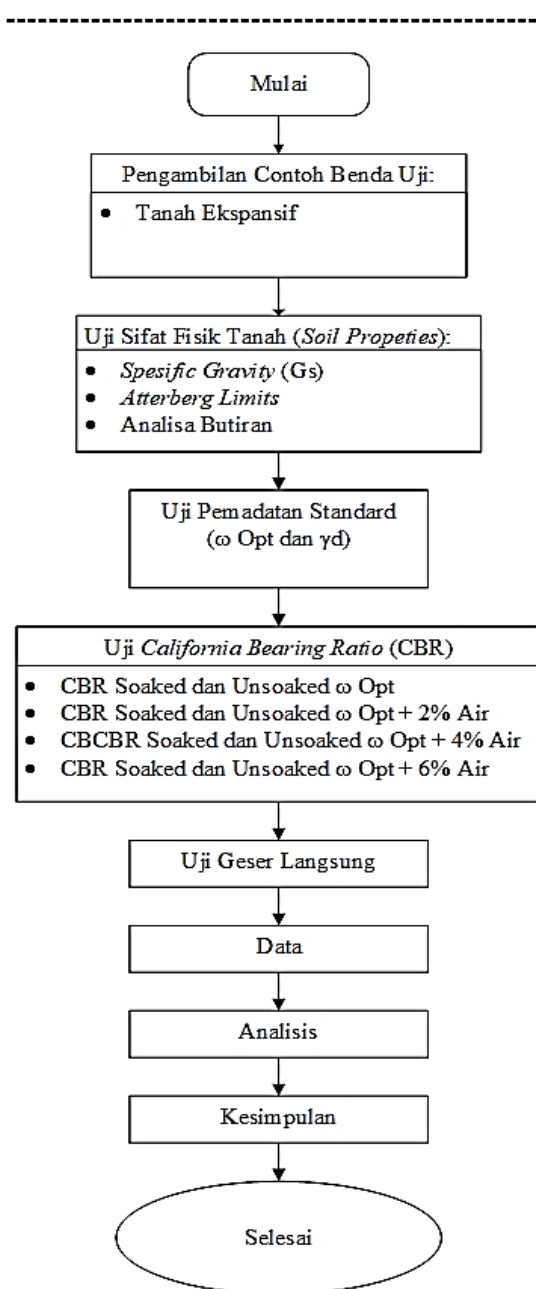 Mulai
Pengambilan Contoh Benda Uji:
• Tanah Ekspansif
Uji Sifat Fisik Tanah (Soil Propeties):
• Spesific Gravity (Gs)
• Atterberg Limits
• Analisa Butiran
Uji Pemadatan Standard
(ω Opt dan γd)
Uji California Bearing Ratio (CBR)
• CBR Soaked dan Unsoaked ω Opt
• CBR Soaked dan Unsoaked ω Opt + 2% Air
• CBCBR Soaked dan Unsoaked ω Opt + 4% Air
• CBR Soaked dan Unsoaked ω Opt + 6% Air
Uji Geser Langsung
Data
Analisis
Kesimpulan
Selesai